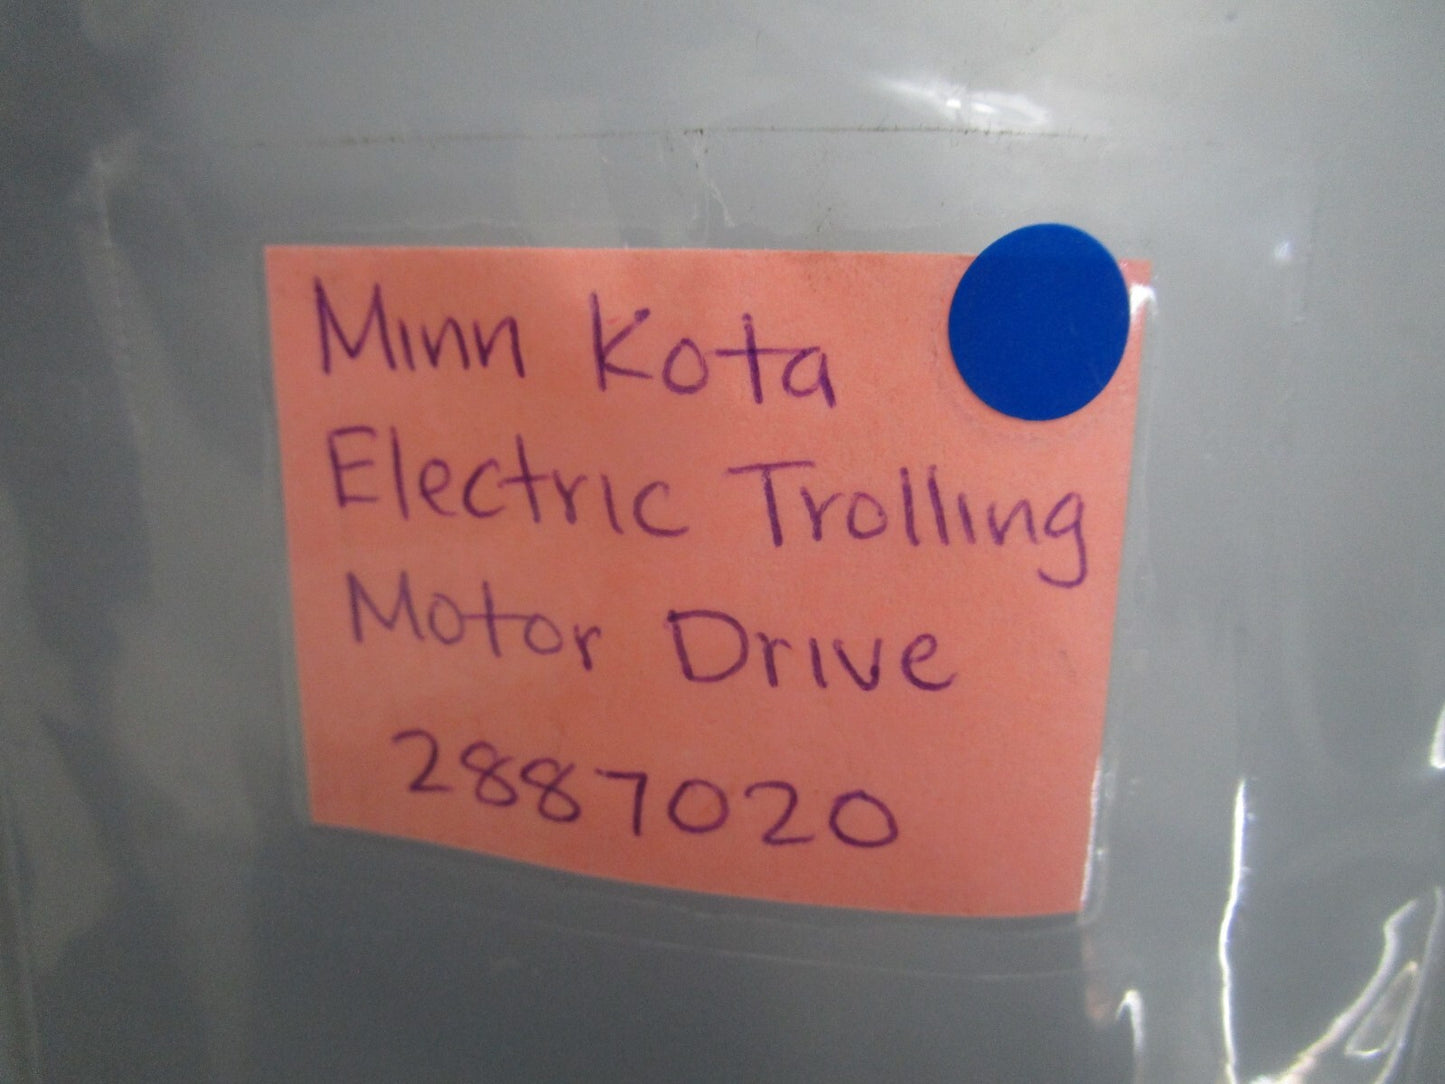 Minn Kota
Electric Trolling
Motor Drive
2887020